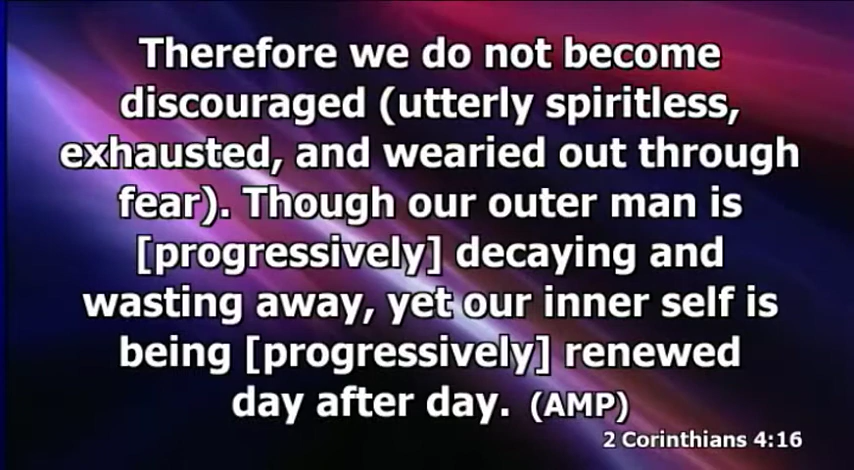 Therefore we do not become
discouraged (utterly spiritless,
exhausted, and wearied out through
fear). Though our outer man is
[progressively] decaying and
wasting away, yet our inner self is
being [progressively] renewed
day after day. (AMP)
2 Corinthians 4:16